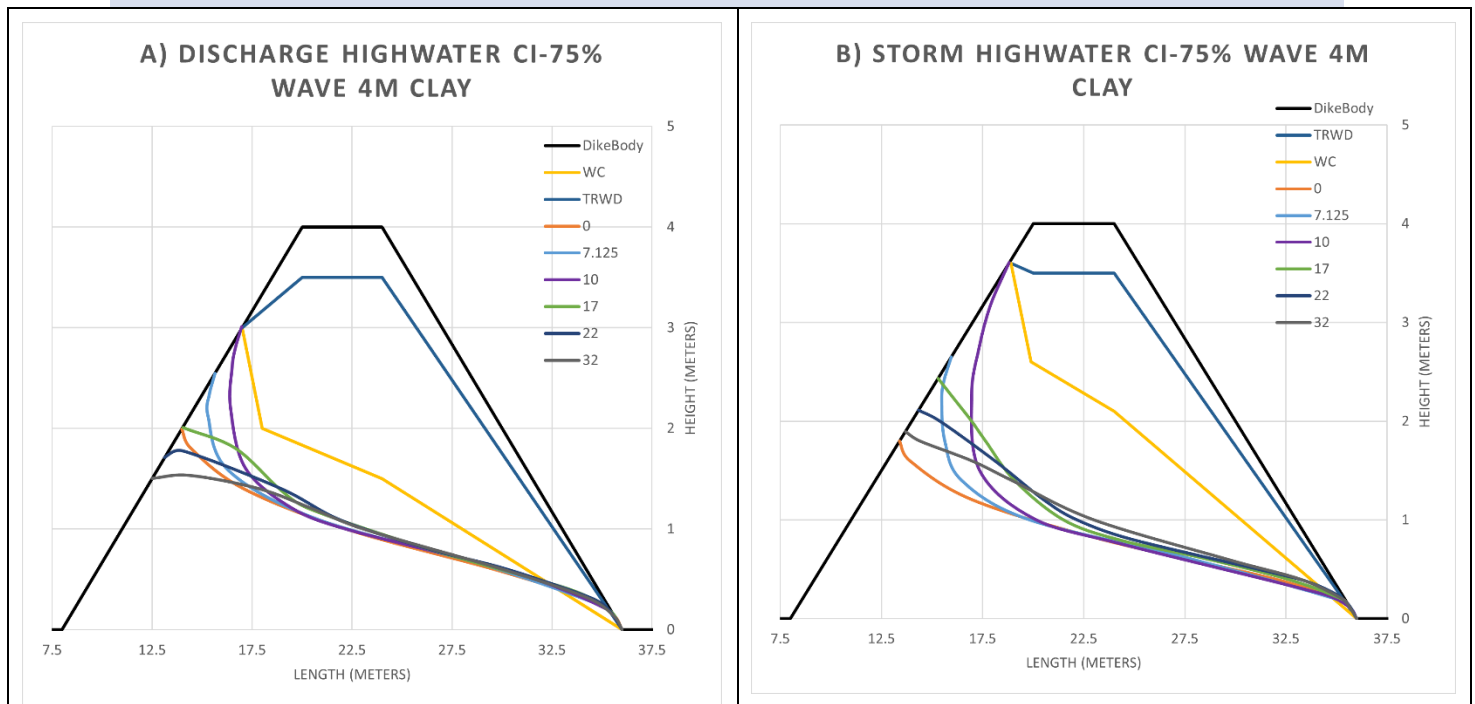 A) DISCHARGE HIGHWATER CI-75%
WAVE 4M CLAY
5
4
3
2
1
0
HEIGHT (METERS)
DikeBody
WC
TRWD
0
7.125
10
17
22
32
7.5 12.5 17.5 22.5 27.5 32.5 37.5
LENGTH (METERS)
B) STORM HIGHWATER CI-75% WAVE 4M
CLAY
DikeBody
TRWD
WC
0
7.125
10
17
22
32
5
4
3
2
1
0
HEIGHT (METERS)
7.5 12.5 17.5 22.5 27.5 32.5 37.5
LENGTH (METERS)